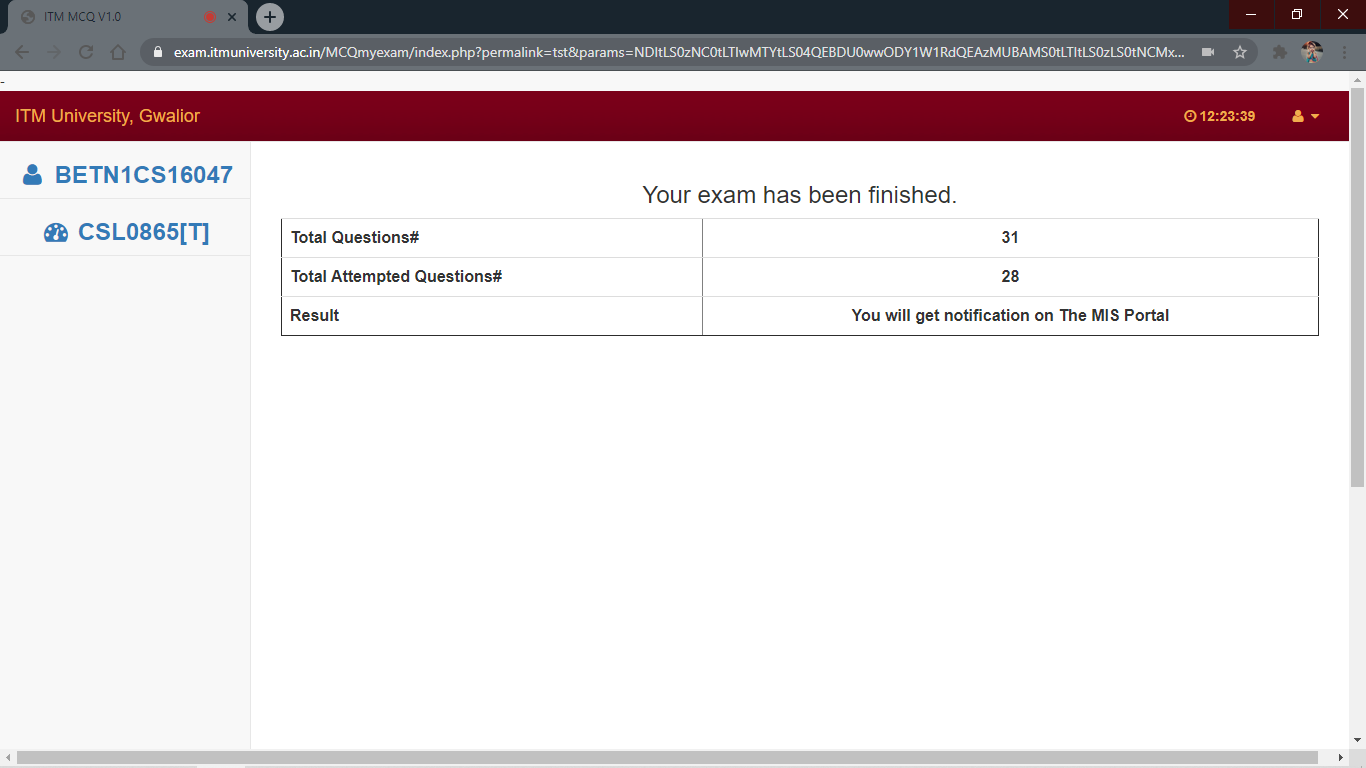 ITM MCQ V1.0
exam.itmuniversity.ac.in/MCQmyexam/index.php?permalink=tst&params=NDItLS0zNC0tLTIwMTYtLS04QEBDU0wwODY1W1RdQEAzMUBAMS0tLTItLS0zLS0tNCMx...
-
ITM University, Gwalior
12:23:39
BETN1CS16047
CSL0865[T]
Your exam has been finished.
Total Questions# 31
Total Attempted Questions# 28
Result You will get notification on The MIS Portal